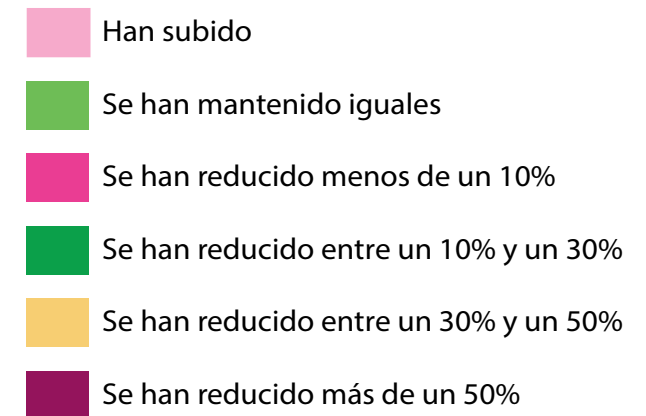 Han subido
Se han mantenido iguales
Se han reducido menos de un 10%
Se han reducido entre un 10% y un 30%
Se han reducido entre un 30% y un 50%
Se han reducido más de un 50%